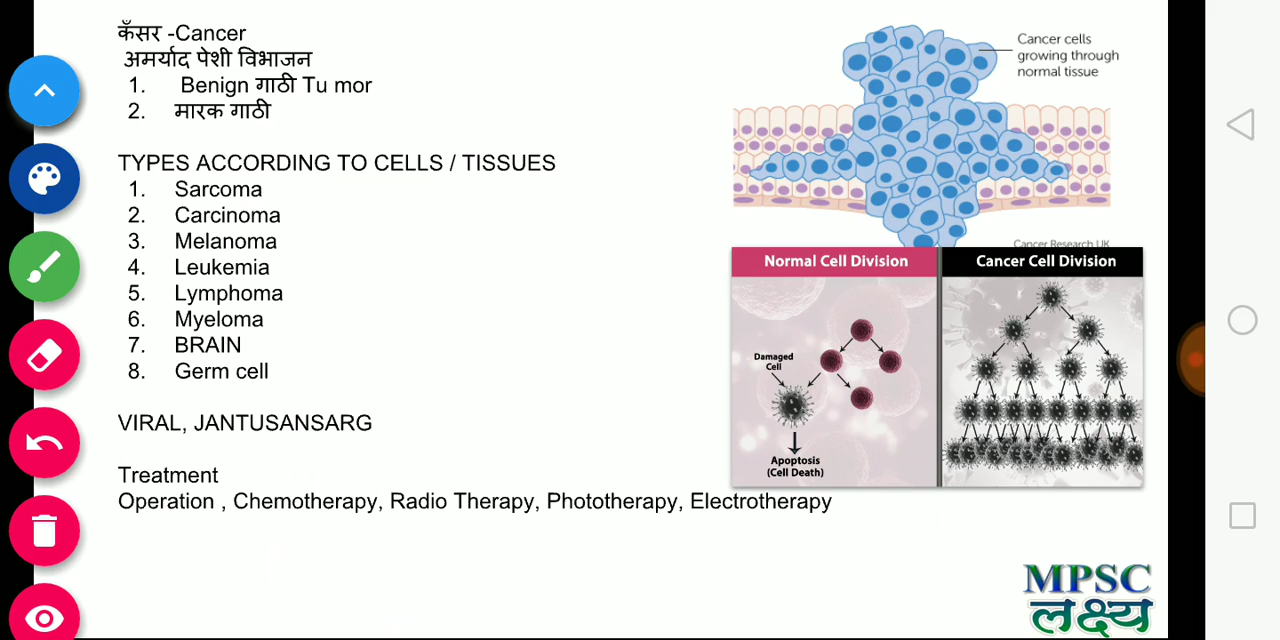 कॅंसर -Cancer
अमर्याद पेशी विभाजन
1. Benign गाठी Tu mor
2. मारक गाठी
TYPES ACCORDING TO CELLS / TISSUES
1. Sarcoma
2. Carcinoma
3. Melanoma
4. Leukemia
5. Lymphoma
6. Myeloma
7. BRAIN
8. Germ cell
VIRAL, JANTUSANSARG
Treatment
Operation , Chemotherapy, Radio Therapy, Phototherapy, Electrotherapy
Cancer cells
growing through
normal tissue
Cancer Research UK
Normal Cell Division
Cancer Cell Division
Damaged
Cell
Apoptosis
(Cell Death)
MPSC
लक्ष्य